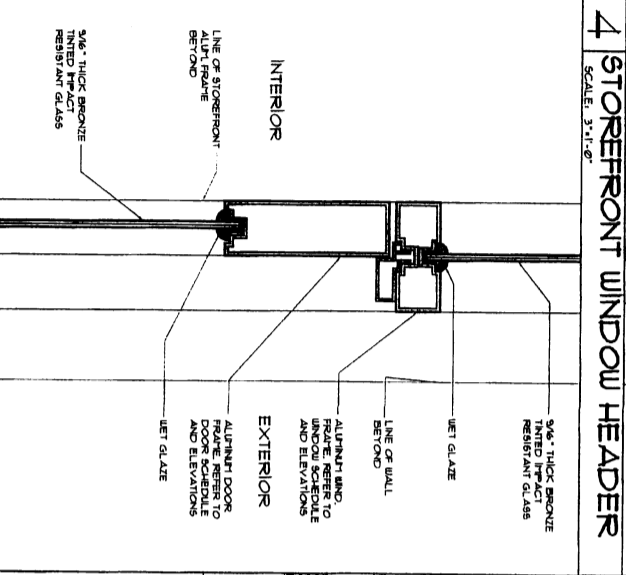 4 STOREFRONT WINDOW HEADER
SCALE: 3"=1'-0"
9/16" THICK BRONZE
TINTED IMPACT
RESISTANT GLASS
WET GLAZE
LINE OF WALL
BEYOND
ALUMINUM WIND.
FRAME. REFER TO
WINDOW SCHEDULE
AND ELEVATIONS
EXTERIOR
ALUMINUM DOOR
FRAME. REFER TO
DOOR SCHEDULE
AND ELEVATIONS
WET GLAZE
INTERIOR
LINE OF STOREFRONT
ALUM. FRAME
BEYOND
9/16" THICK BRONZE
TINTED IMPACT
RESISTANT GLASS